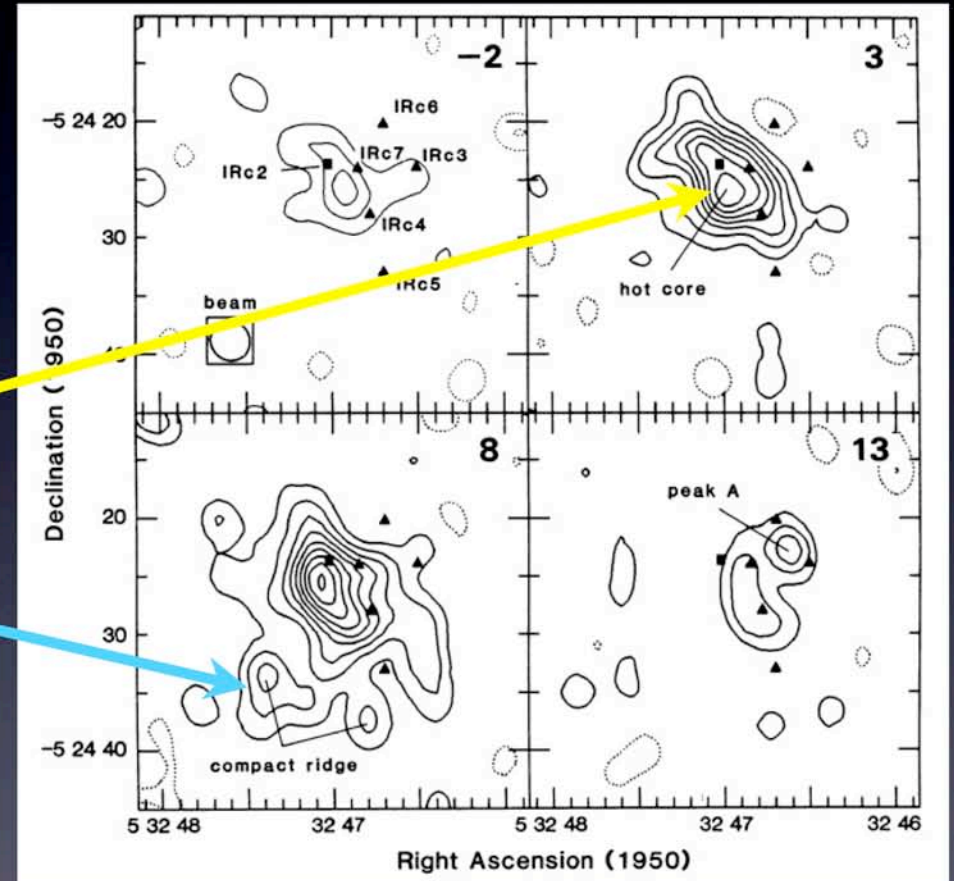 -2
3
-5 24 20
IRc6
IRc7
IRc3
IRc2
IRc4
30
hot core
IRc5
beam
Declination (1950)
8
13
peak A
20
30
compact ridge
-5 24 40
5 32 48
32 47
5 32 48
32 47
32 46
Right Ascension (1950)